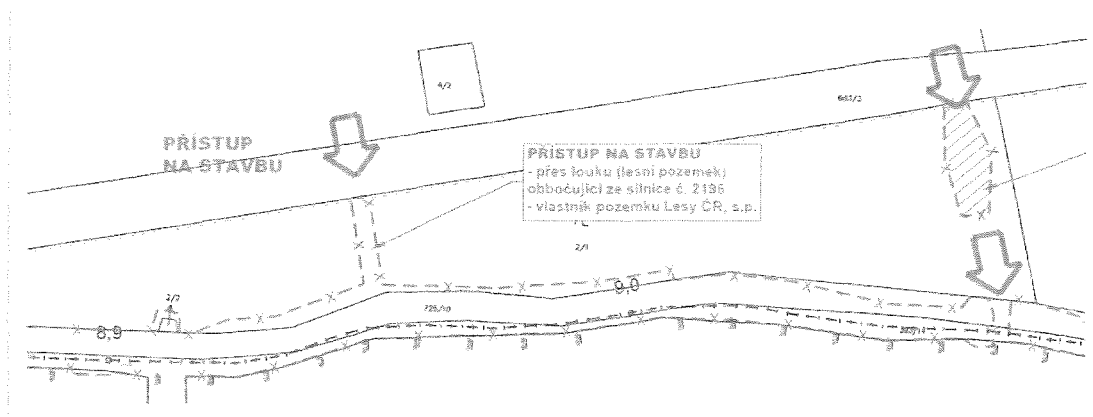 4/2
PŘÍSTUP
NA STAVBU
PŘÍSTUP NA STAVBU
- přes louku (lesní pozemek)
obbočující ze silnice č. 2196
- vlastník pozemku Lesy ČR, s.p.
2/1
2/2
8,9
9,0